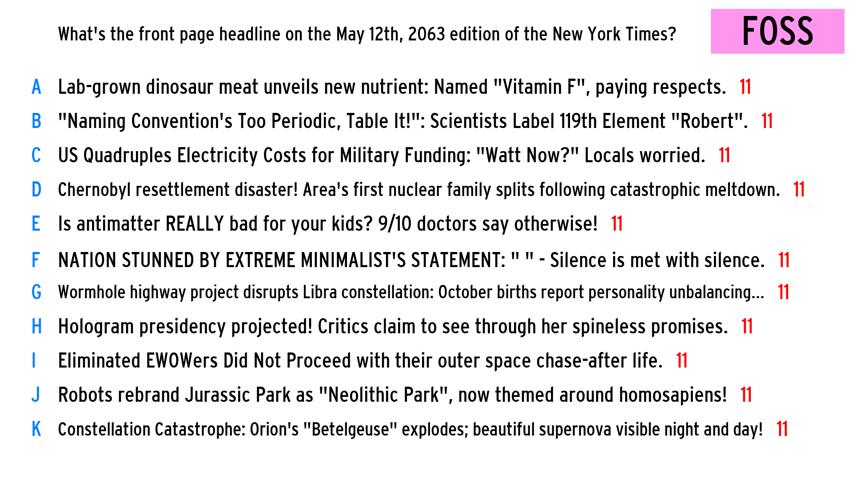 What's the front page headline on the May 12th, 2063 edition of the New York Times? FOSS
A Lab-grown dinosaur meat unveils new nutrient: Named "Vitamin F", paying respects. 11
B "Naming Convention's Too Periodic, Table It!": Scientists Label 119th Element "Robert". 11
C US Quadruples Electricity Costs for Military Funding: "Watt Now?" Locals worried. 11
D Chernobyl resettlement disaster! Area's first nuclear family splits following catastrophic meltdown. 11
E Is antimatter REALLY bad for your kids? 9/10 doctors say otherwise! 11
F NATION STUNNED BY EXTREME MINIMALIST'S STATEMENT: " " - Silence is met with silence. 11
G Wormhole highway project disrupts Libra constellation: October births report personality unbalancing... 11
H Hologram presidency projected! Critics claim to see through her spineless promises. 11
I Eliminated EWOWers Did Not Proceed with their outer space chase-after life. 11
J Robots rebrand Jurassic Park as "Neolithic Park", now themed around homosapiens! 11
K Constellation Catastrophe: Orion's "Betelgeuse" explodes; beautiful supernova visible night and day! 11